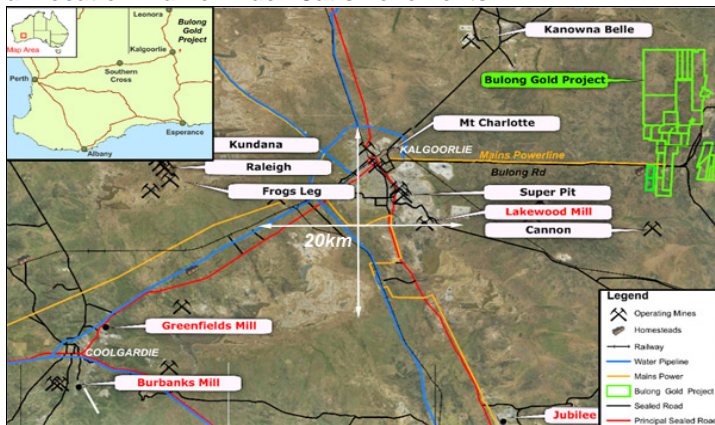 Leonora
Bulong
Gold
Project
Kalgoorlie
Map Area
Perth
Southern
Cross
Esperance
Albany
Kanowna Belle
Bulong Gold Project
Mt Charlotte
Kundana
KALGOORLIE
Mains Powerline
Raleigh
Bulong Rd
Frogs Leg
Super Pit
Lakewood Mill
Cannon
20km
Greenfields Mill
COOLGARDIE
Burbanks Mill
Jubilee
Legend
Operating Mines
Homesteads
Railway
Water Pipeline
Mains Power
Bulong Gold Project
Sealed Road
Principal Sealed Road